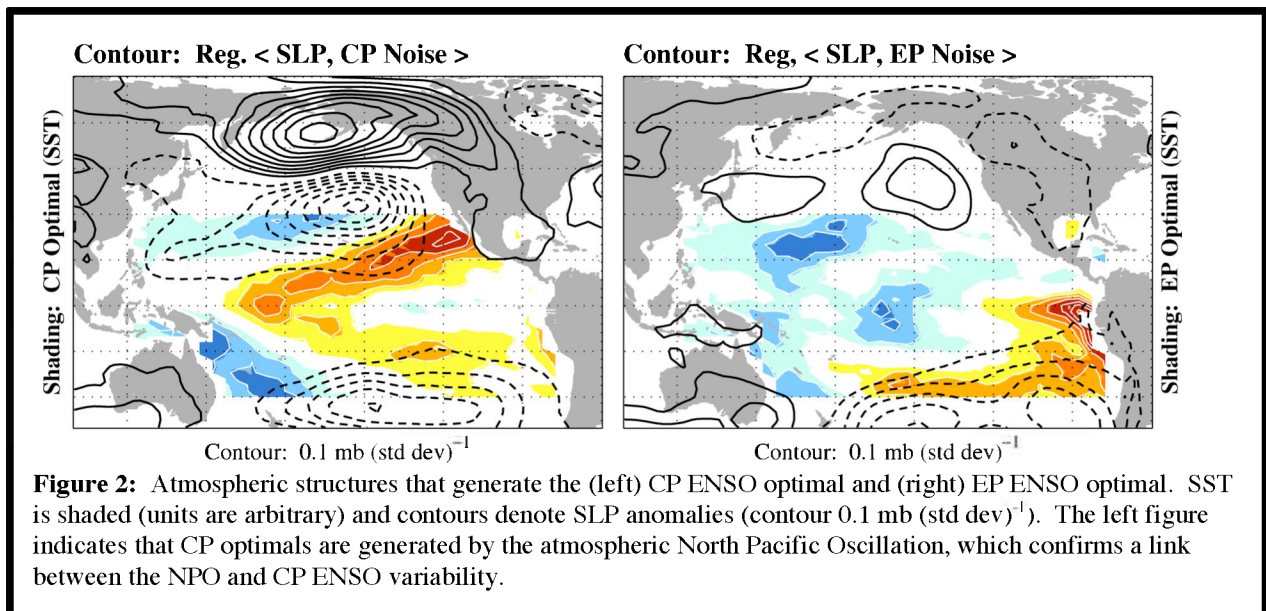 Contour: Reg. < SLP, CP Noise >
Contour: Reg, < SLP, EP Noise >
Shading: CP Optimal (SST)
Shading: EP Optimal (SST)
Contour: 0.1 mb (std dev)⁻¹
Contour: 0.1 mb (std dev)⁻¹
Figure 2: Atmospheric structures that generate the (left) CP ENSO optimal and (right) EP ENSO optimal. SST
is shaded (units are arbitrary) and contours denote SLP anomalies (contour 0.1 mb (std dev)⁻¹). The left figure
indicates that CP optimals are generated by the atmospheric North Pacific Oscillation, which confirms a link
between the NPO and CP ENSO variability.